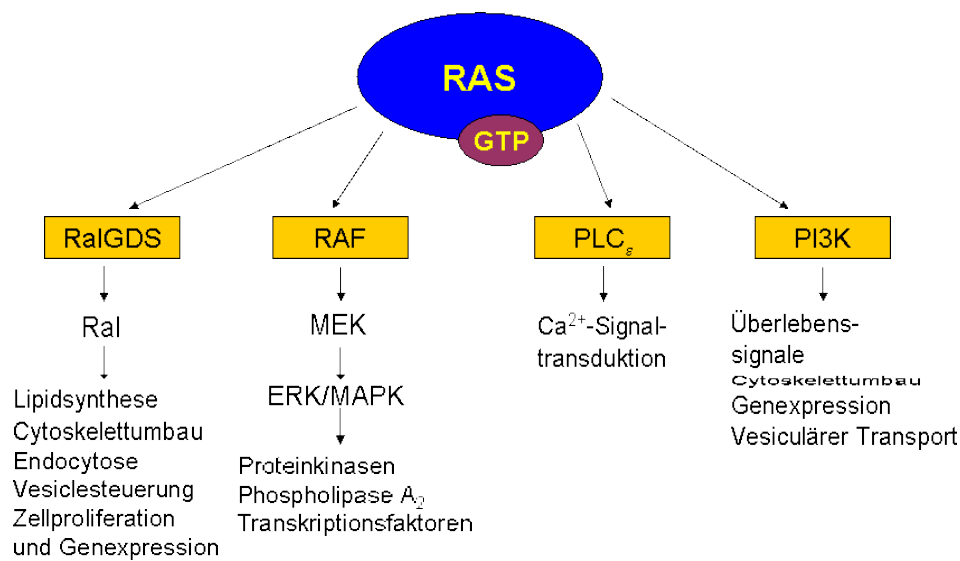 RAS
GTP
RalGDS
RAF
PLCε
PI3K
Ral
MEK
Ca²⁺-Signal-
transduktion
Überlebens-
signale
Cytoskelettumbau
Genexpression
Vesiculärer Transport
ERK/MAPK
Lipidsynthese
Cytoskelettumbau
Endocytose
Vesiclesteuerung
Zellproliferation
und Genexpression
Proteinkinasen
Phospholipase A₂
Transkriptionsfaktoren